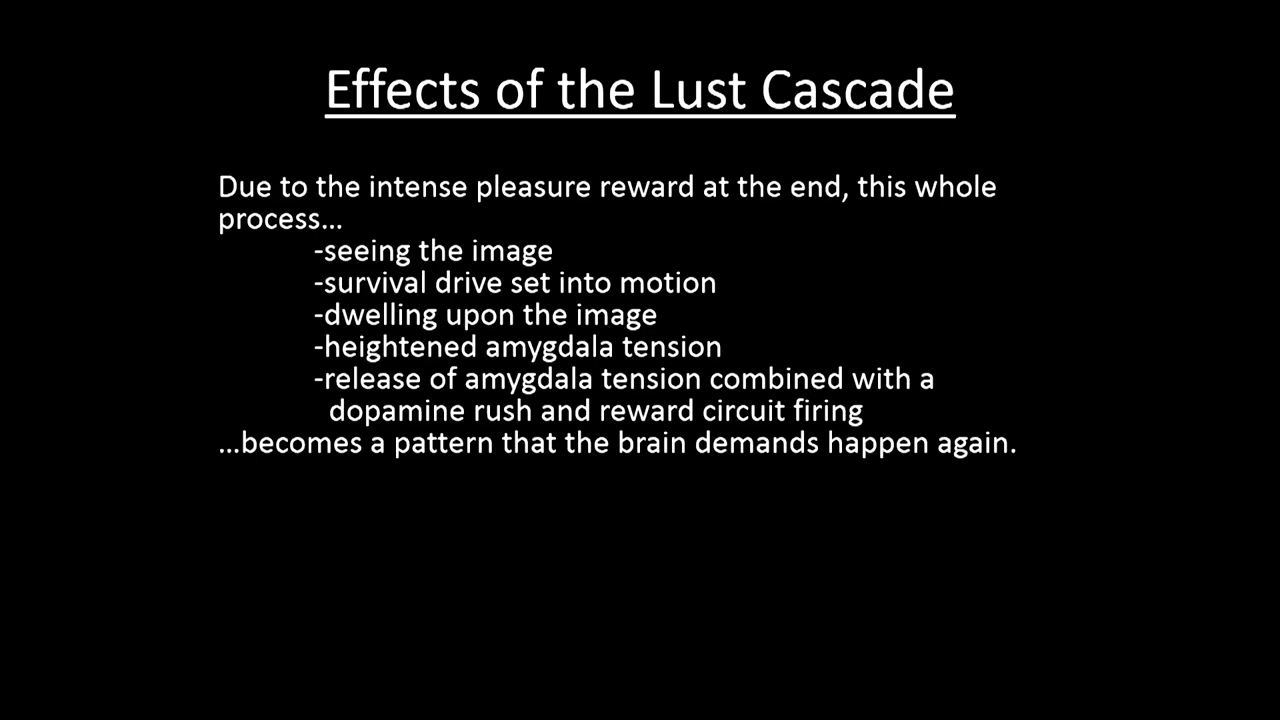 Effects of the Lust Cascade
Due to the intense pleasure reward at the end, this whole
process...
-seeing the image
-survival drive set into motion
-dwelling upon the image
-heightened amygdala tension
-release of amygdala tension combined with a
dopamine rush and reward circuit firing
...becomes a pattern that the brain demands happen again.